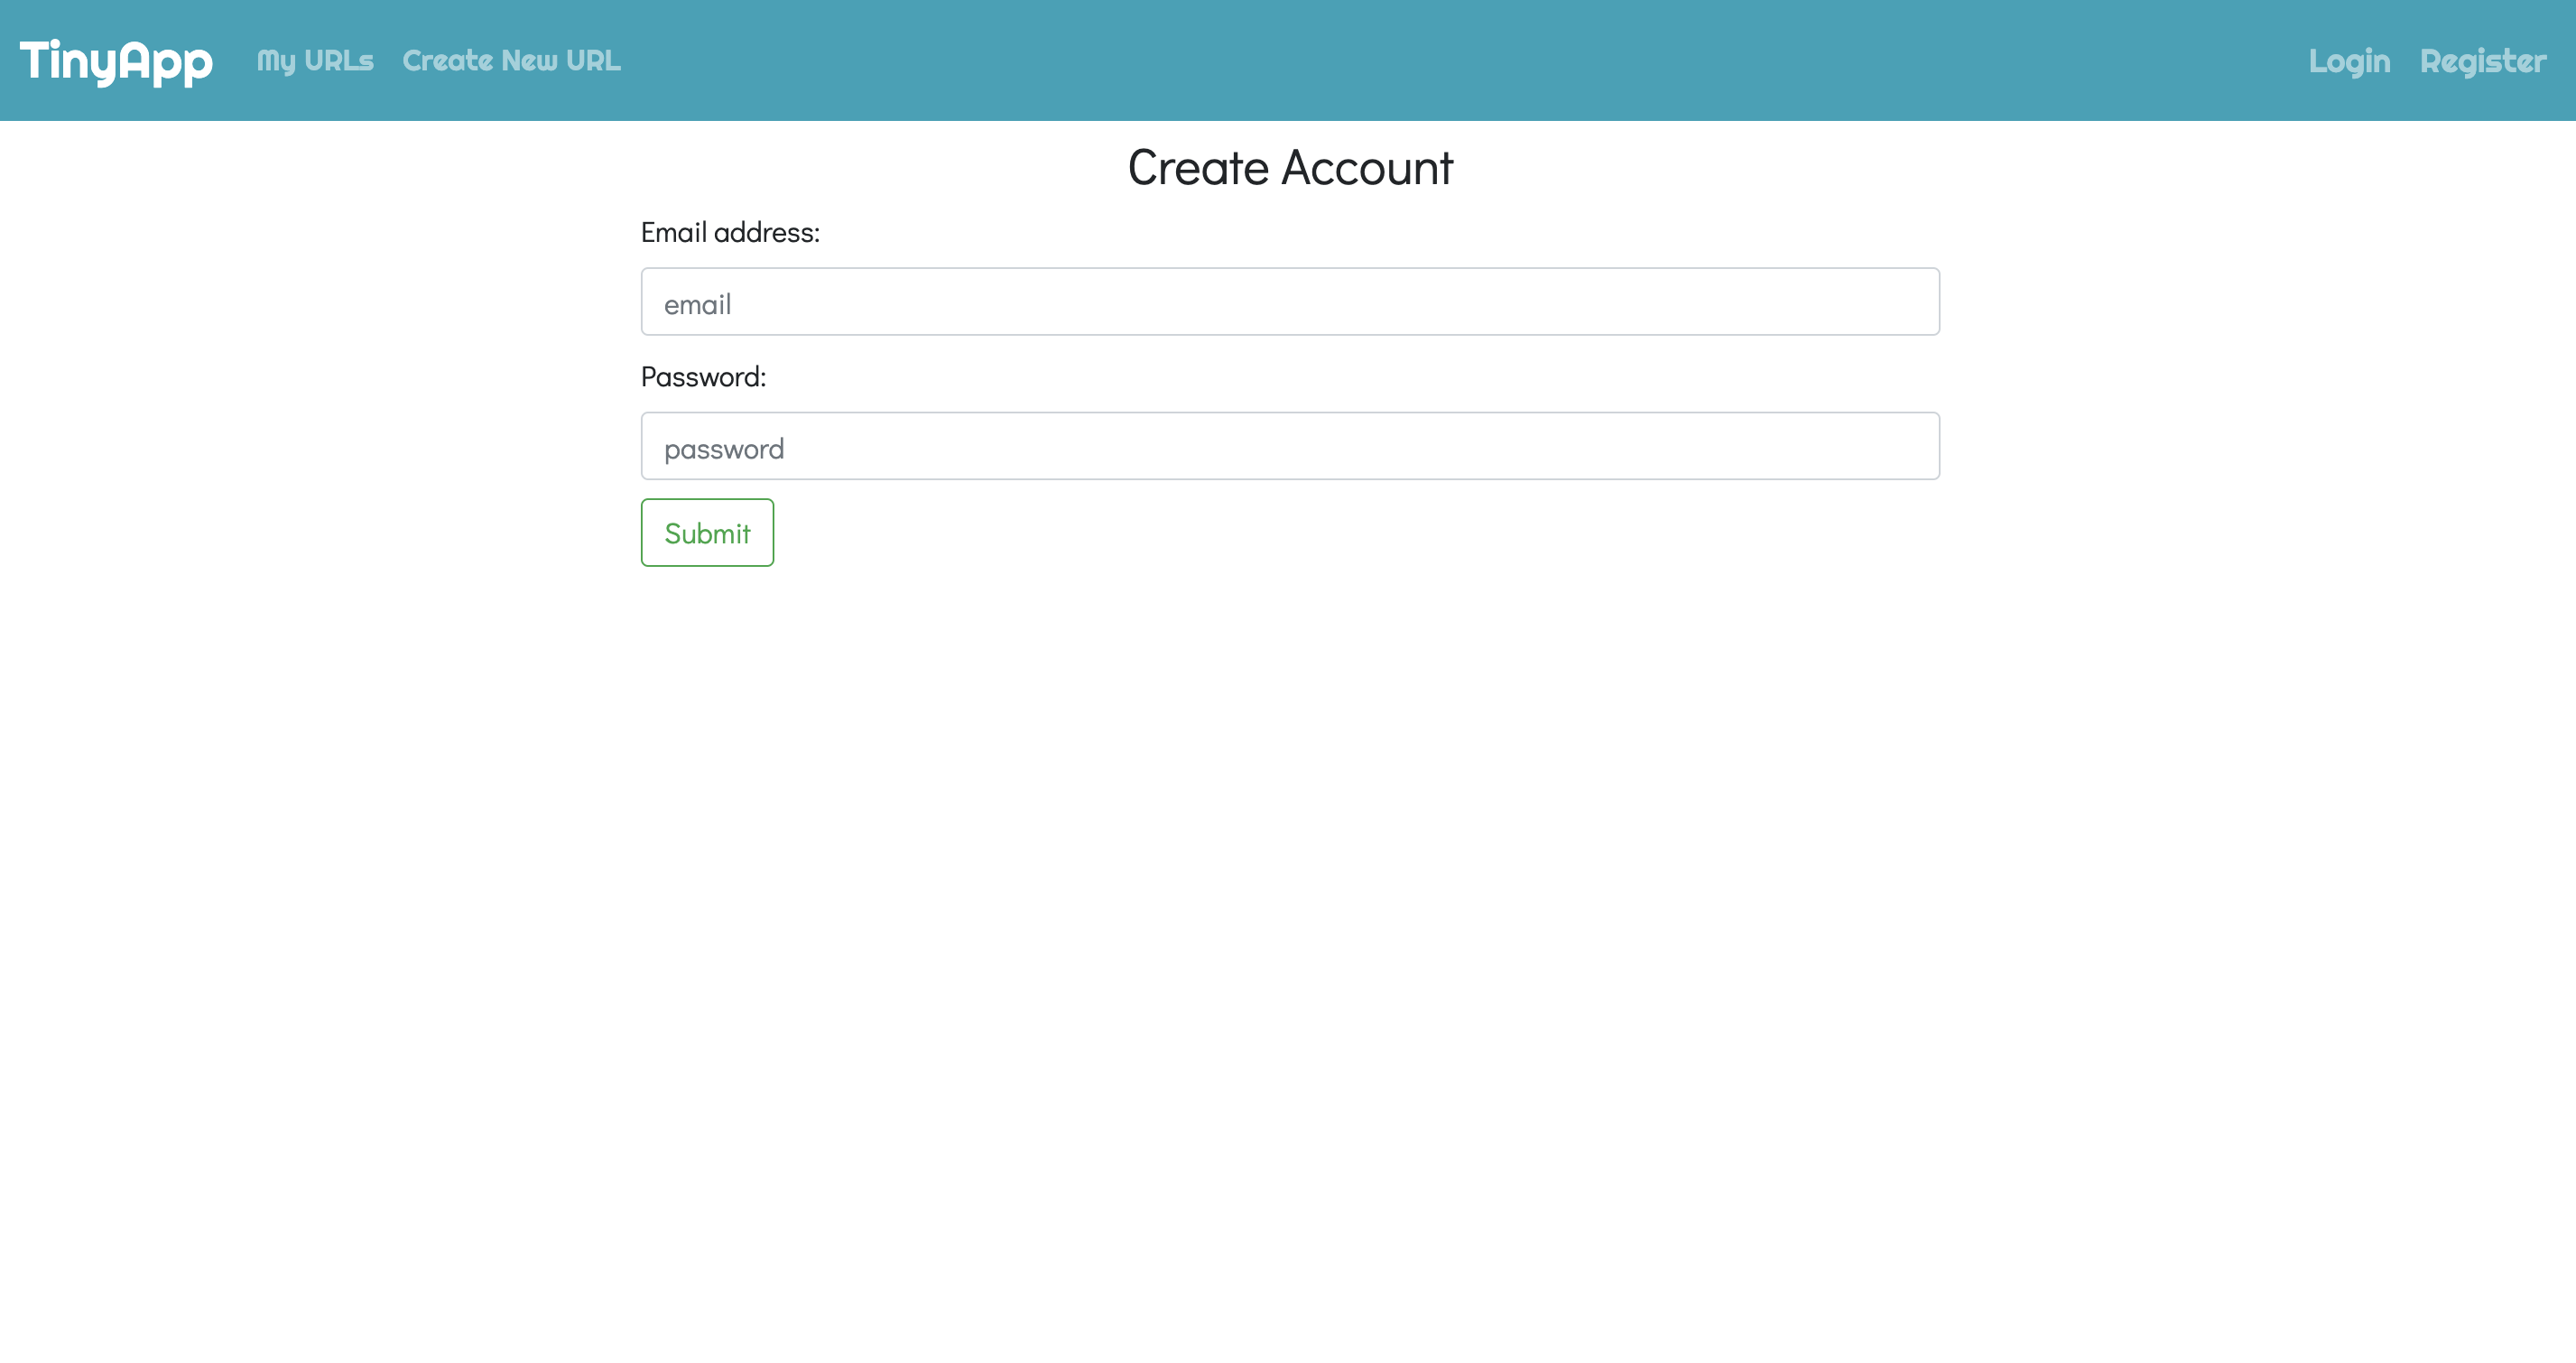 TinyApp My URLs Create New URL Login Register
Create Account
Email address:
email
Password:
password
Submit